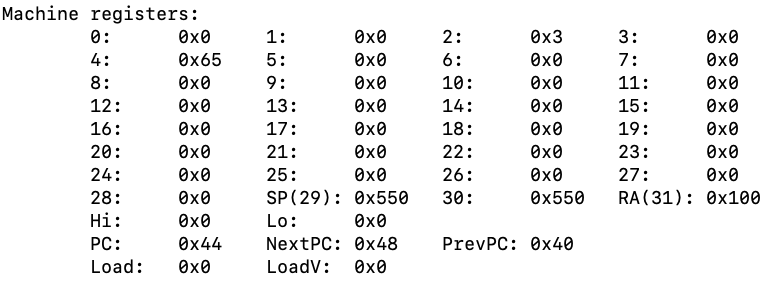 Machine registers:
0: 0x0 1: 0x0 2: 0x3 3: 0x0
4: 0x65 5: 0x0 6: 0x0 7: 0x0
8: 0x0 9: 0x0 10: 0x0 11: 0x0
12: 0x0 13: 0x0 14: 0x0 15: 0x0
16: 0x0 17: 0x0 18: 0x0 19: 0x0
20: 0x0 21: 0x0 22: 0x0 23: 0x0
24: 0x0 25: 0x0 26: 0x0 27: 0x0
28: 0x0 SP(29): 0x550 30: 0x550 RA(31): 0x100
Hi: 0x0 Lo: 0x0
PC: 0x44 NextPC: 0x48 PrevPC: 0x40
Load: 0x0 LoadV: 0x0